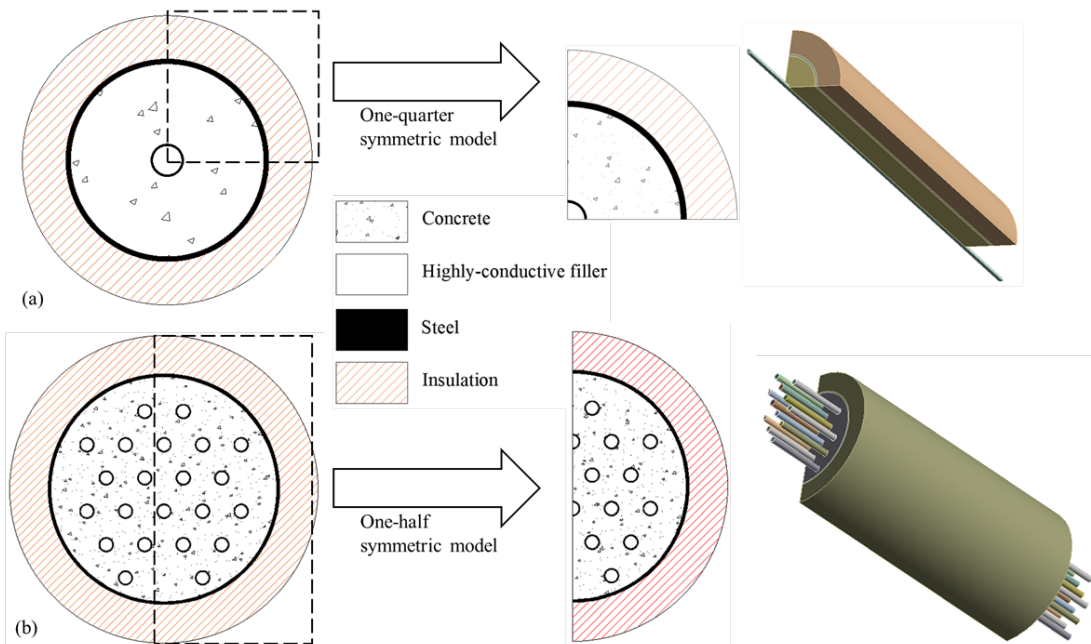 One-quarter
symmetric model
Concrete
Highly-conductive filler
(a)
Steel
Insulation
One-half
symmetric model
(b)